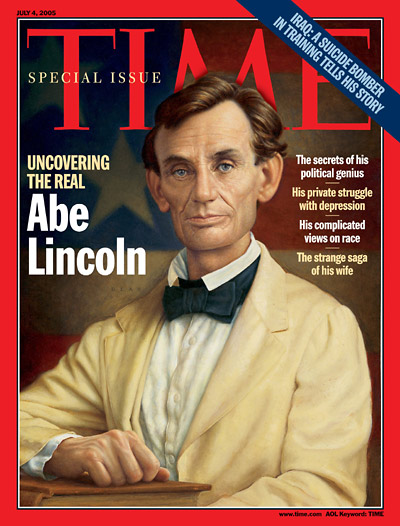 JULY 4, 2005
IRAQ: A SUICIDE BOMBER
IN TRAINING TELLS HIS STORY
TIME
SPECIAL ISSUE
UNCOVERING
THE REAL
Abe
Lincoln
The secrets of his
political genius
His private struggle
with depression
His complicated
views on race
The strange saga
of his wife
www.time.com AOL Keyword: TIME